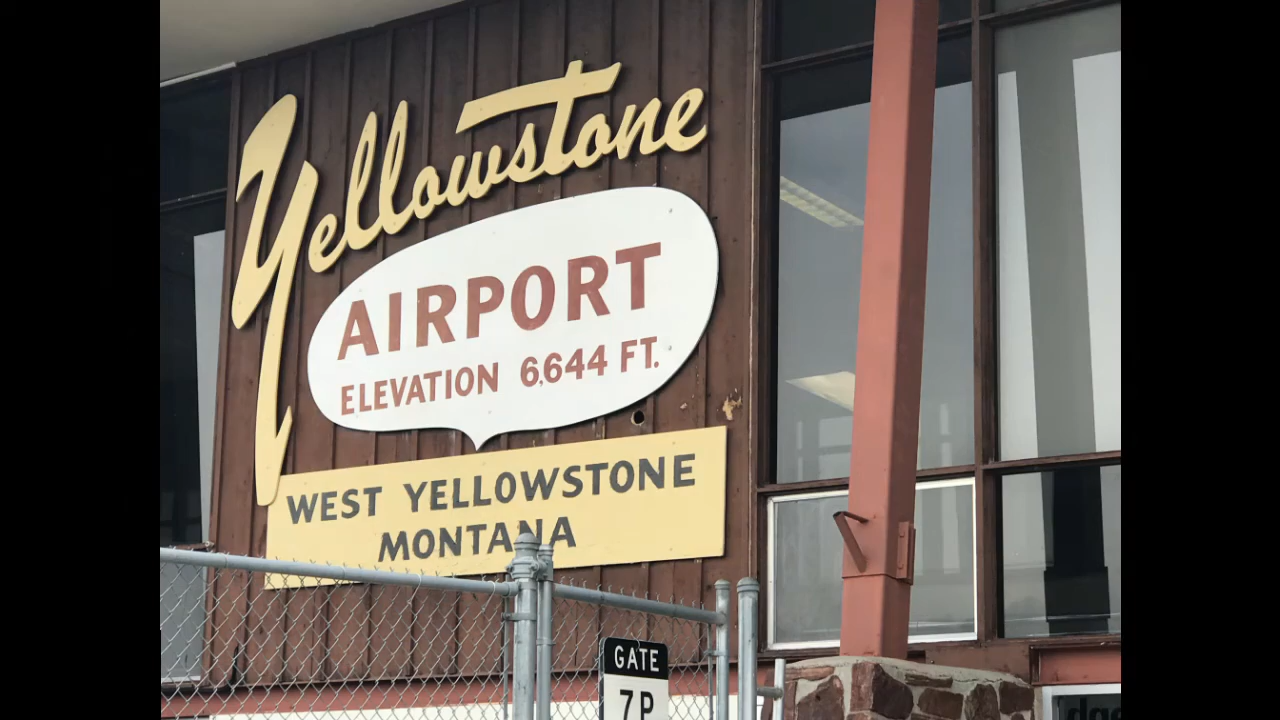 Yellowstone
AIRPORT
ELEVATION 6,644 FT.
WEST YELLOWSTONE
MONTANA
GATE
7P